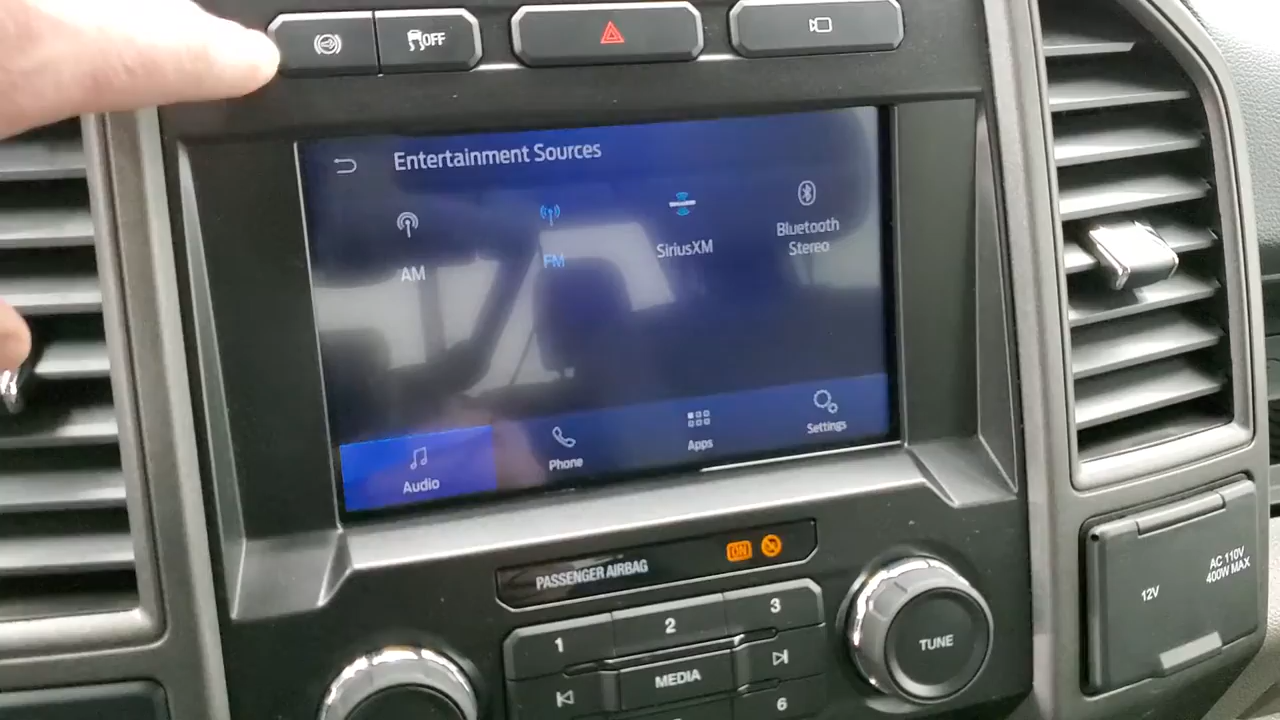 OFF
Entertainment Sources
AM
FM
SiriusXM
Bluetooth
Stereo
Audio
Phone
Apps
Settings
PASSENGER AIRBAG
ON
1
2
3
MEDIA
6
TUNE
12V
AC 110V
400W MAX